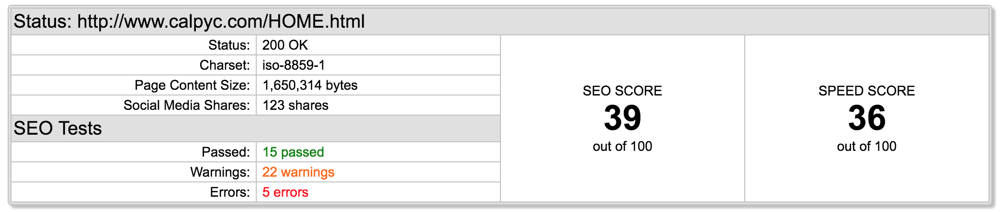 Status: http://www.calpyc.com/HOME.html
Status: 200 OK
Charset: iso-8859-1
Page Content Size: 1,650,314 bytes
Social Media Shares: 123 shares
SEO Tests
Passed: 15 passed
Warnings: 22 warnings
Errors: 5 errors
SEO SCORE
39
out of 100
SPEED SCORE
36
out of 100